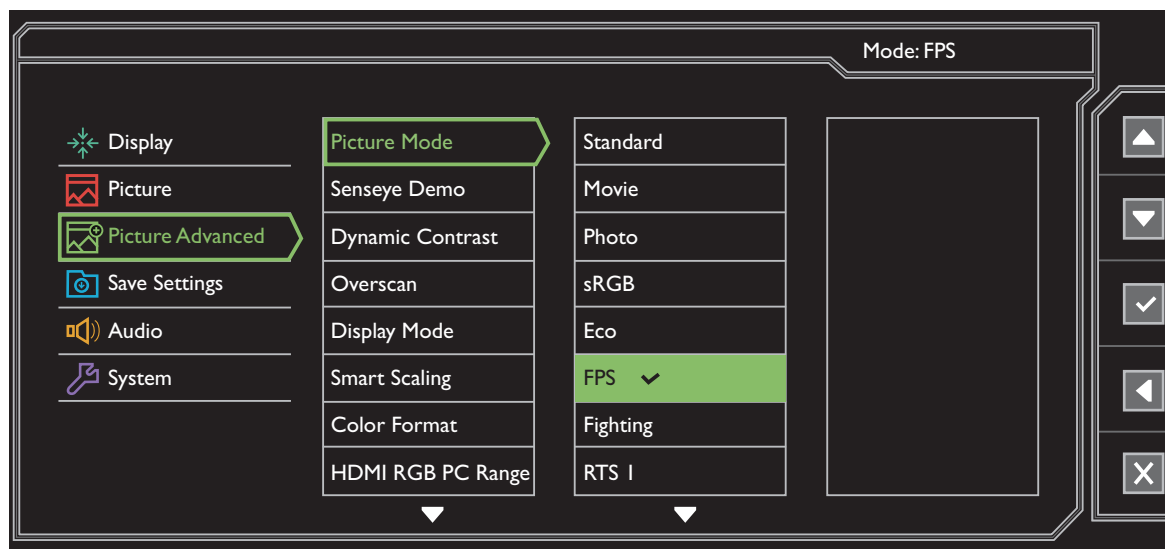 Mode: FPS
Display
Picture
Picture Advanced
Save Settings
Audio
System
Picture Mode
Senseye Demo
Dynamic Contrast
Overscan
Display Mode
Smart Scaling
Color Format
HDMI RGB PC Range
Standard
Movie
Photo
sRGB
Eco
FPS
Fighting
RTS 1